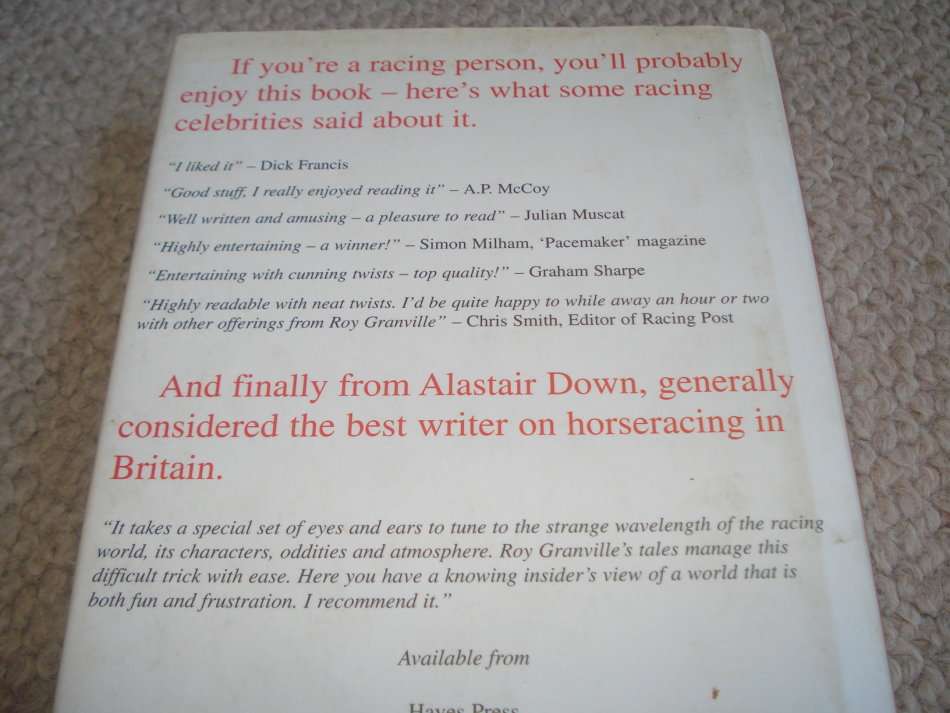 If you're a racing person, you'll probably
enjoy this book – here's what some racing
celebrities said about it.
"I liked it" – Dick Francis
"Good stuff, I really enjoyed reading it" – A.P. McCoy
"Well written and amusing – a pleasure to read" – Julian Muscat
"Highly entertaining – a winner!" – Simon Milham, 'Pacemaker' magazine
"Entertaining with cunning twists – top quality!" – Graham Sharpe
"Highly readable with neat twists. I'd be quite happy to while away an hour or two
with other offerings from Roy Granville" – Chris Smith, Editor of Racing Post
And finally from Alastair Down, generally
considered the best writer on horseracing in
Britain.
"It takes a special set of eyes and ears to tune to the strange wavelength of the racing
world, its characters, oddities and atmosphere. Roy Granville's tales manage this
difficult trick with ease. Here you have a knowing insider's view of a world that is
both fun and frustration. I recommend it."
Available from
Hayes Press